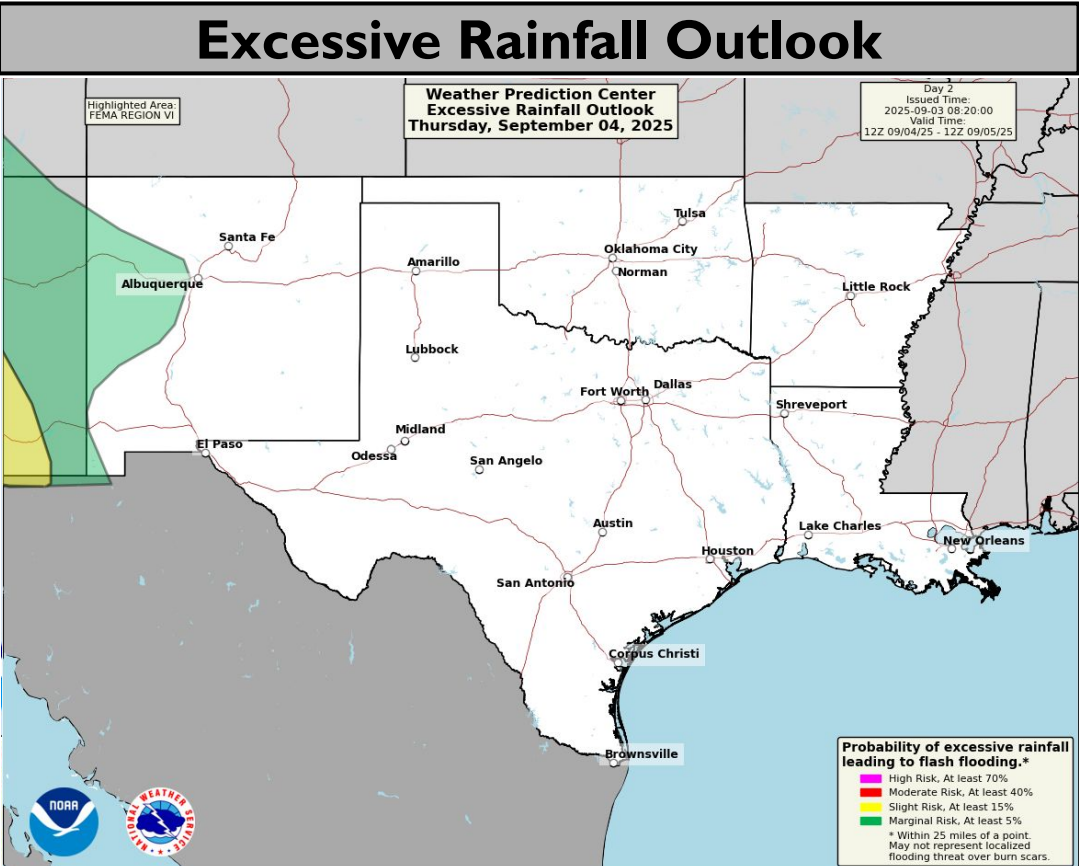 Excessive Rainfall Outlook
Highlighted Area:
FEMA REGION VI
Weather Prediction Center
Excessive Rainfall Outlook
Thursday, September 04, 2025
Day 2
Issued Time:
2025-09-03 08:20:00
Valid Time:
12Z 09/04/25 - 12Z 09/05/25
Tulsa
Santa Fe
Oklahoma City
Amarillo
Norman
Albuquerque
Little Rock
Lubbock
Dallas
Fort Worth
Shreveport
Midland
El Paso
Odessa
San Angelo
Austin
Lake Charles
New Orleans
Houston
San Antonio
Corpus Christi
Brownsville
Probability of excessive rainfall
leading to flash flooding.*
High Risk, At least 70%
Moderate Risk, At least 40%
Slight Risk, At least 15%
Marginal Risk, At least 5%
* Within 25 miles of a point.
May not represent localized
flooding threat over burn scars.
NOAA
NATIONAL WEATHER SERVICE